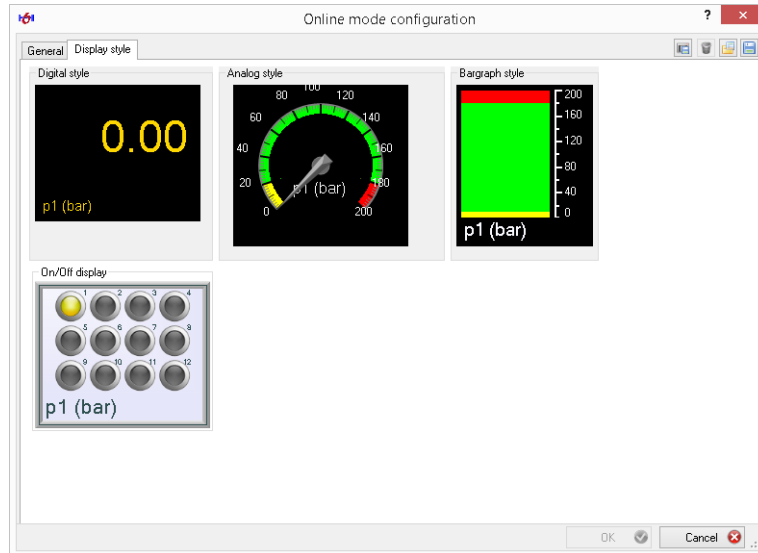 Online mode configuration
?
General Display style
Digital style
0.00
p1 (bar)
Analog style
0 20 40 60 80 100 120 140 160 180 200
p1 (bar)
Bargraph style
200
160
120
80
40
0
p1 (bar)
On/Off display
1 2 3 4
5 6 7 8
9 10 11 12
p1 (bar)
OK Cancel